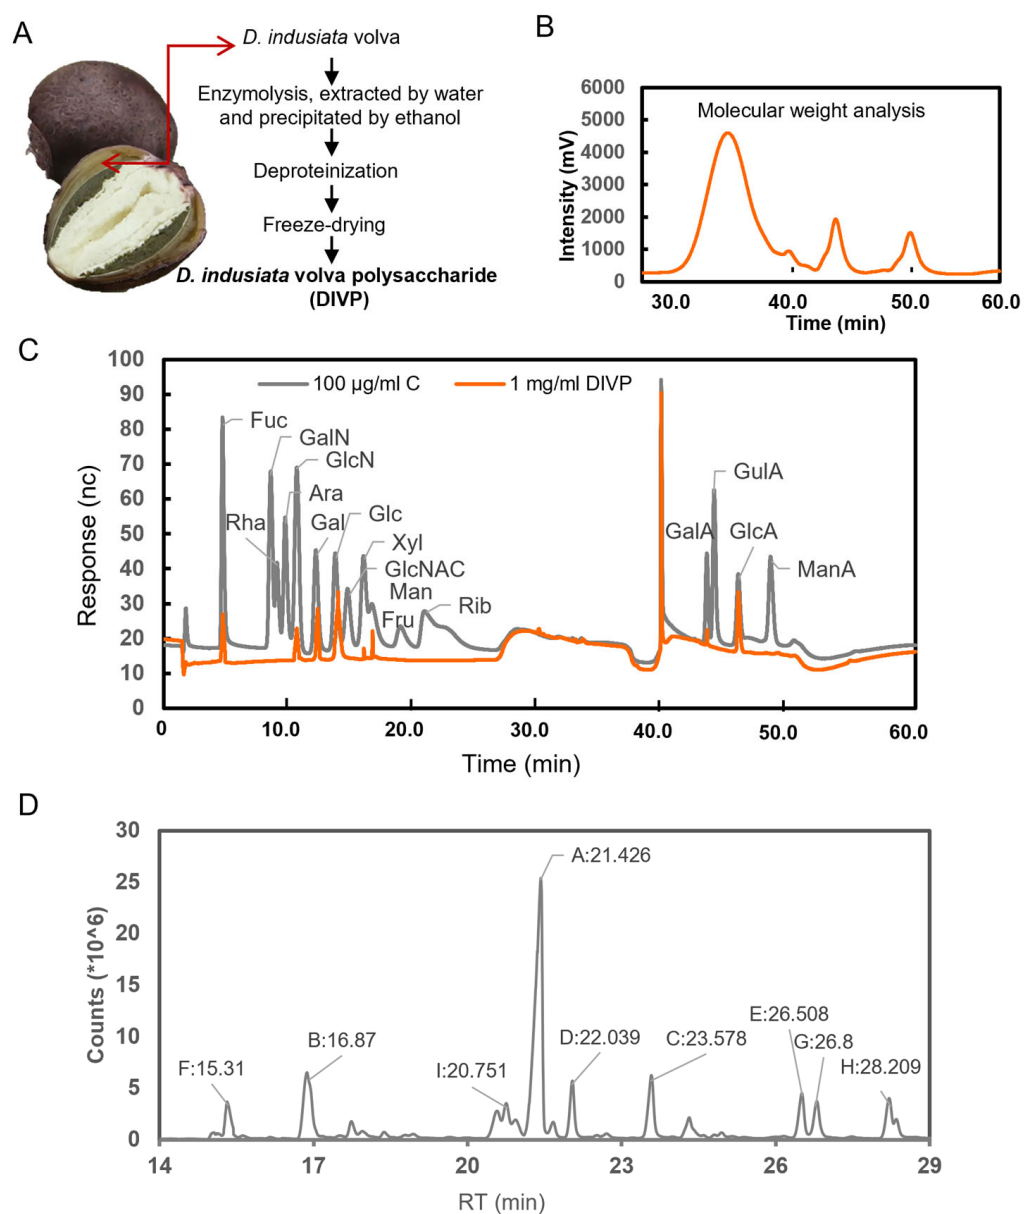 A
D. indusiata volva
Enzymolysis, extracted by water
and precipitated by ethanol
Deproteinization
Freeze-drying
D. indusiata volva polysaccharide
(DIVP)
B
Molecular weight analysis
Intensity (mV)
6000
5000
4000
3000
2000
1000
0
30.0 40.0 50.0 60.0
Time (min)
C
100 µg/ml C 1 mg/ml DIVP
Response (nc)
100
90
80
70
60
50
40
30
20
10
0
Fuc
GalN
GlcN
Ara
Rha
Gal
Glc
Xyl
GlcNAC
Man
Fru
Rib
GulA
GalA
GlcA
ManA
0 10.0 20.0 30.0 40.0 50.0 60.0
Time (min)
D
Counts (*10^6)
30
25
20
15
10
5
0
A:21.426
F:15.31
B:16.87
I:20.751
D:22.039
C:23.578
E:26.508
G:26.8
H:28.209
14 17 20 23 26 29
RT (min)